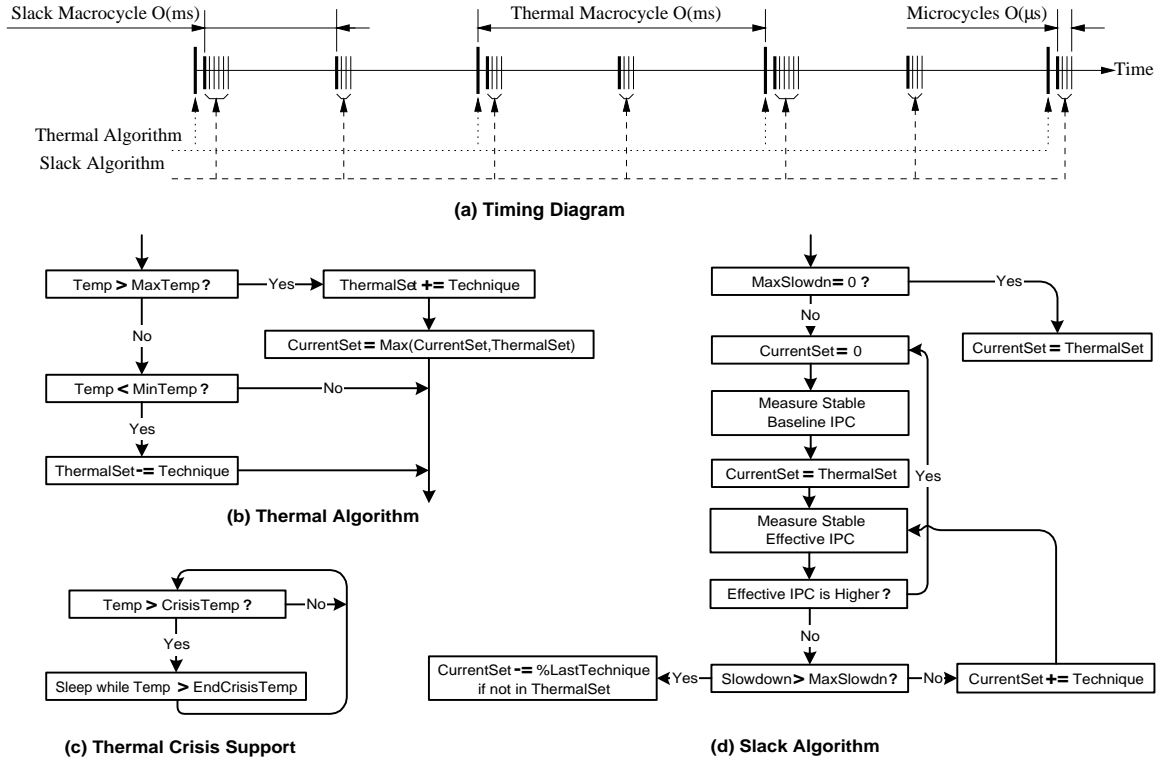 Slack Macrocycle O(ms)
Thermal Macrocycle O(ms)
Microcycles O(µs)
Time
Thermal Algorithm
Slack Algorithm
(a) Timing Diagram
Temp > MaxTemp ?
Yes
ThermalSet += Technique
No
CurrentSet = Max(CurrentSet,ThermalSet)
Temp < MinTemp ?
No
Yes
ThermalSet -= Technique
(b) Thermal Algorithm
Temp > CrisisTemp ?
No
Yes
Sleep while Temp > EndCrisisTemp
(c) Thermal Crisis Support
MaxSlowdn = 0 ?
Yes
No
CurrentSet = ThermalSet
CurrentSet = 0
Measure Stable
Baseline IPC
CurrentSet = ThermalSet
Yes
Measure Stable
Effective IPC
Effective IPC is Higher ?
No
CurrentSet -= %LastTechnique
if not in ThermalSet
Yes
Slowdown > MaxSlowdn ?
No
CurrentSet += Technique
(d) Slack Algorithm